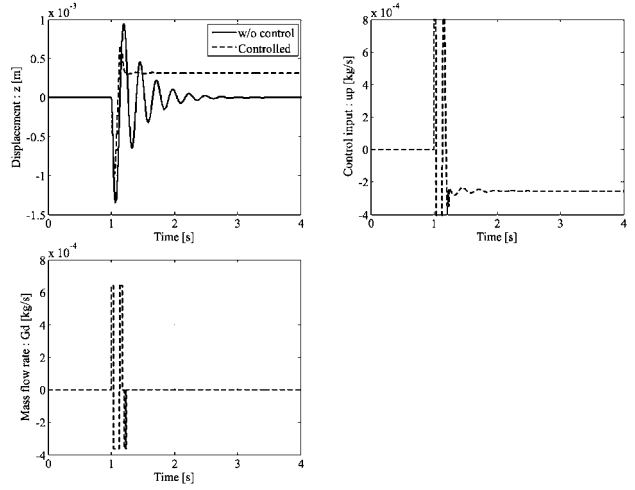 x 10⁻³
1
0.5
0
-0.5
-1
-1.5
0 1 2 3 4
w/o control
Controlled
Displacement : z [m]
Time [s]
x 10⁻⁴
8
6
4
2
0
-2
-4
0 1 2 3 4
Control input : up [kg/s]
Time [s]
x 10⁻⁴
8
6
4
2
0
-2
-4
0 1 2 3 4
Mass flow rate : Gd [kg/s]
Time [s]